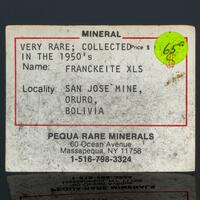 MINERAL
VERY RARE; COLLECTED Price $
IN THE 1950's
Name: FRANCKEITE XLS
Locality: SAN JOSE MINE,
ORURO,
BOLIVIA
PEQUA RARE MINERALS
60 Ocean Avenue
Massapequa, NY 11758
1-516-798-3324